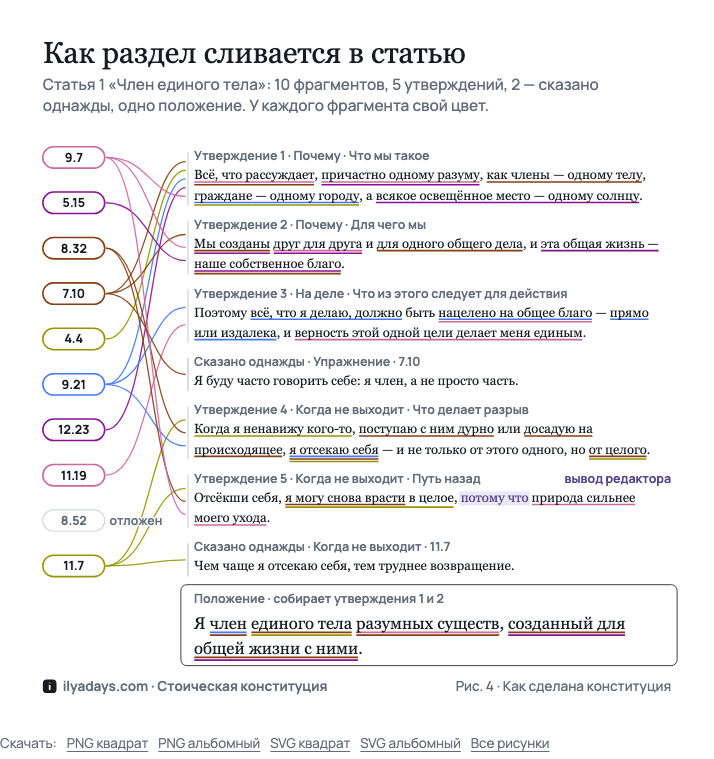 Как раздел сливается в статью
Статья 1 «Член единого тела»: 10 фрагментов, 5 утверждений, 2 — сказано
однажды, одно положение. У каждого фрагмента свой цвет.
9.7
5.15
8.32
7.10
4.4
9.21
12.23
11.19
8.52 отложен
11.7
Утверждение 1 · Почему · Что мы такое
Всё, что рассуждает, причастно одному разуму, как члены — одному телу,
граждане — одному городу, а всякое освещённое место — одному солнцу.
Утверждение 2 · Почему · Для чего мы
Мы созданы друг для друга и для одного общего дела, и эта общая жизнь —
наше собственное благо.
Утверждение 3 · На деле · Что из этого следует для действия
Поэтому всё, что я делаю, должно быть нацелено на общее благо — прямо
или издалека, и верность этой одной цели делает меня единым.
Сказано однажды · Упражнение · 7.10
Я буду часто говорить себе: я член, а не просто часть.
Утверждение 4 · Когда не выходит · Что делает разрыв
Когда я ненавижу кого-то, поступаю с ним дурно или досадую на
происходящее, я отсекаю себя — и не только от этого одного, но от целого.
Утверждение 5 · Когда не выходит · Путь назад вывод редактора
Отсёкши себя, я могу снова врасти в целое, потому что природа сильнее
моего ухода.
Сказано однажды · Когда не выходит · 11.7
Чем чаще я отсекаю себя, тем труднее возвращение.
Положение · собирает утверждения 1 и 2
Я член единого тела разумных существ, созданный для
общей жизни с ними.
ilyadays.com · Стоическая конституция
Рис. 4 · Как сделана конституция
Скачать: PNG квадрат PNG альбомный SVG квадрат SVG альбомный Все рисунки